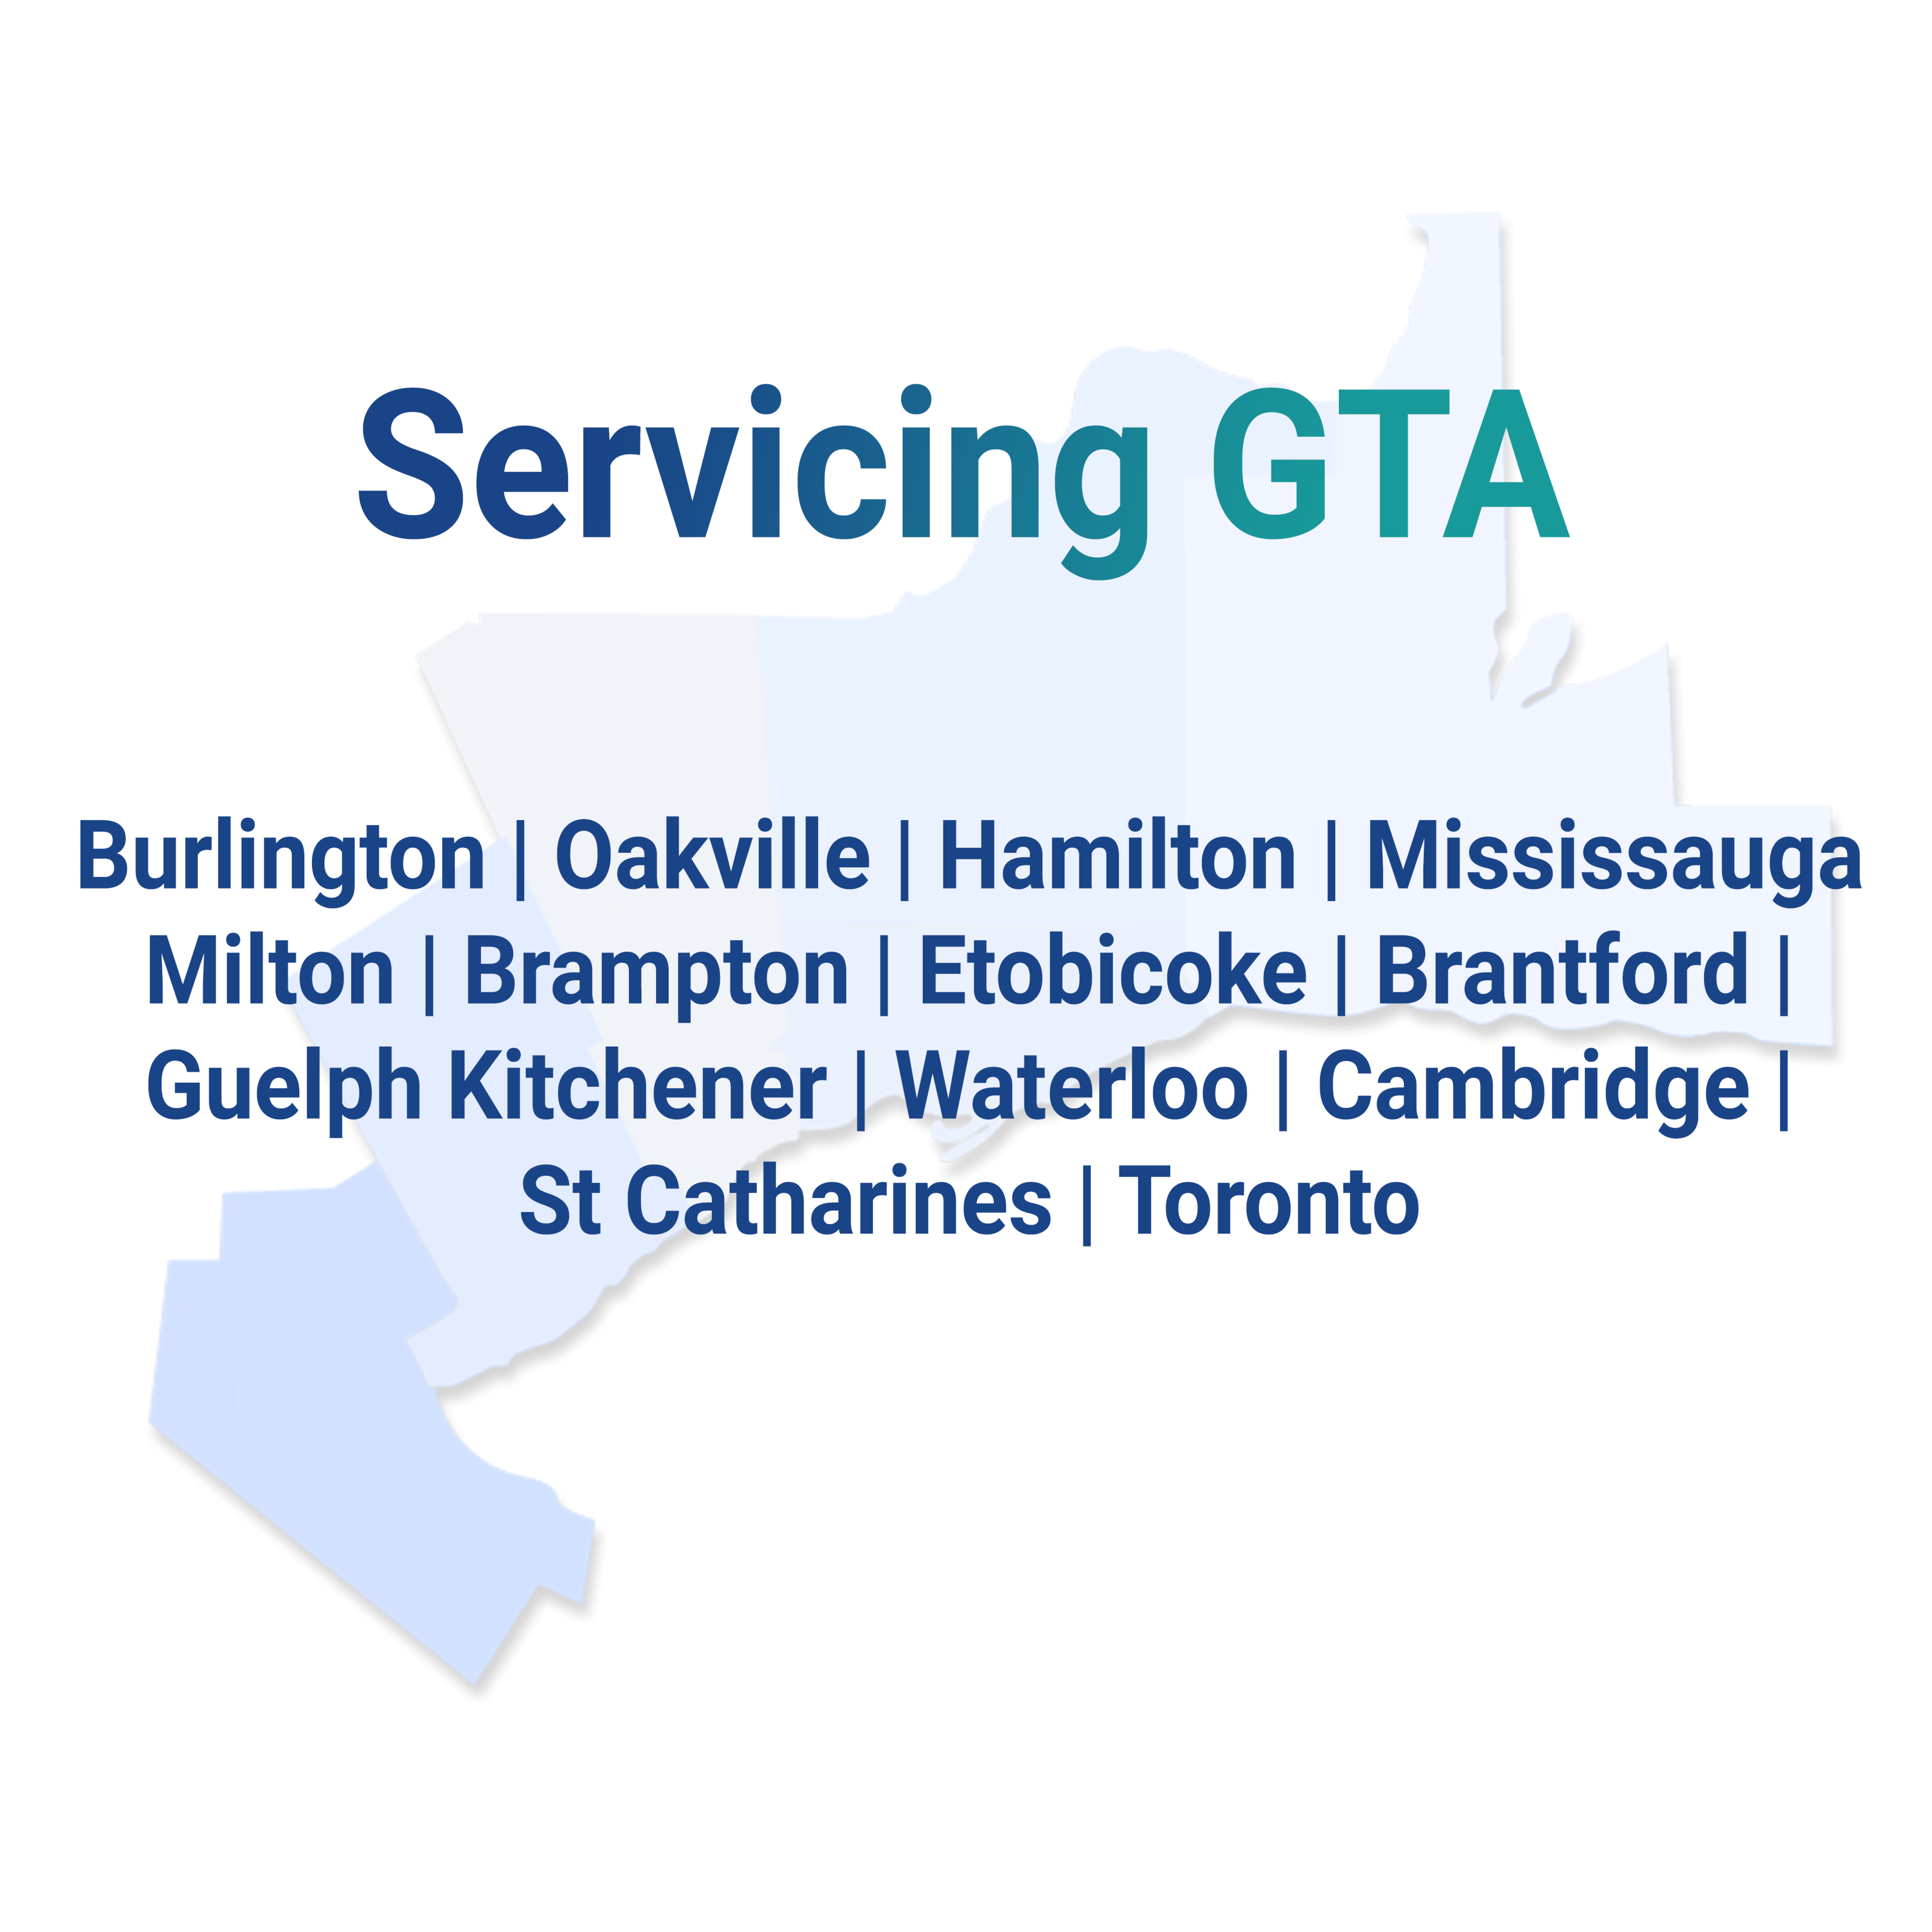 Servicing GTA
Burlington | Oakville | Hamilton | Mississauga
Milton | Brampton | Etobicoke | Brantford |
Guelph Kitchener | Waterloo | Cambridge |
St Catharines | Toronto